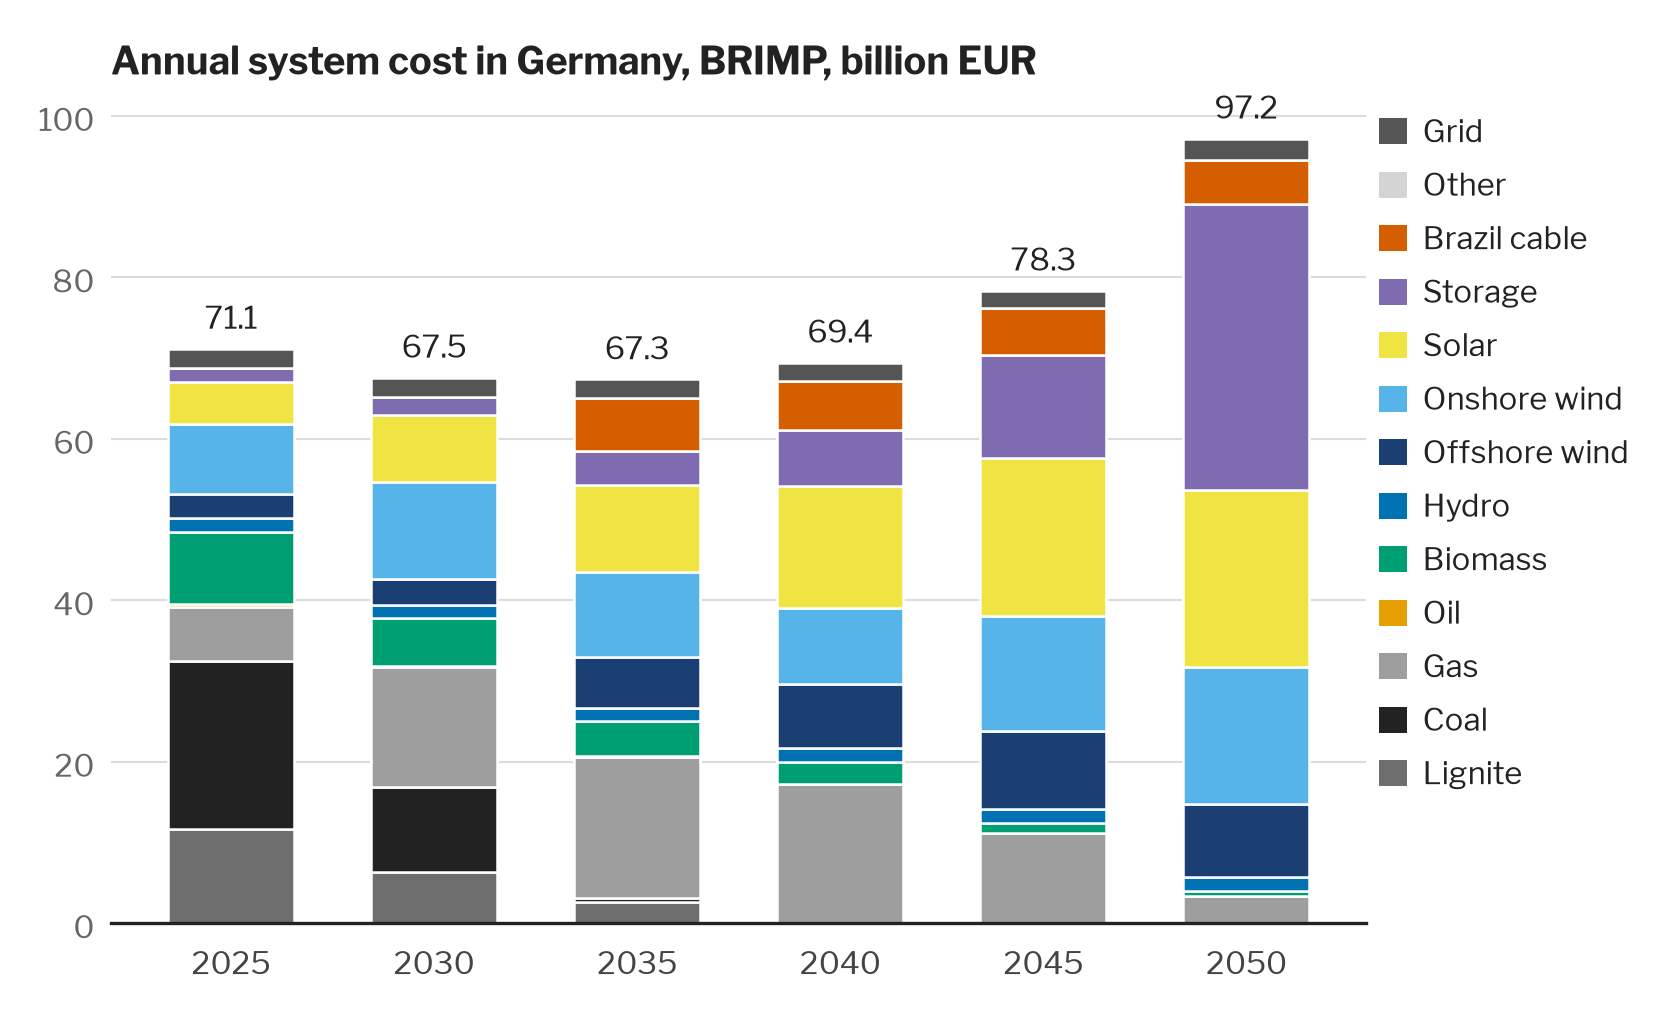 Annual system cost in Germany, BRIMP, billion EUR
100
80
60
40
20
0
71.1
67.5
67.3
69.4
78.3
97.2
2025
2030
2035
2040
2045
2050
Grid
Other
Brazil cable
Storage
Solar
Onshore wind
Offshore wind
Hydro
Biomass
Oil
Gas
Coal
Lignite